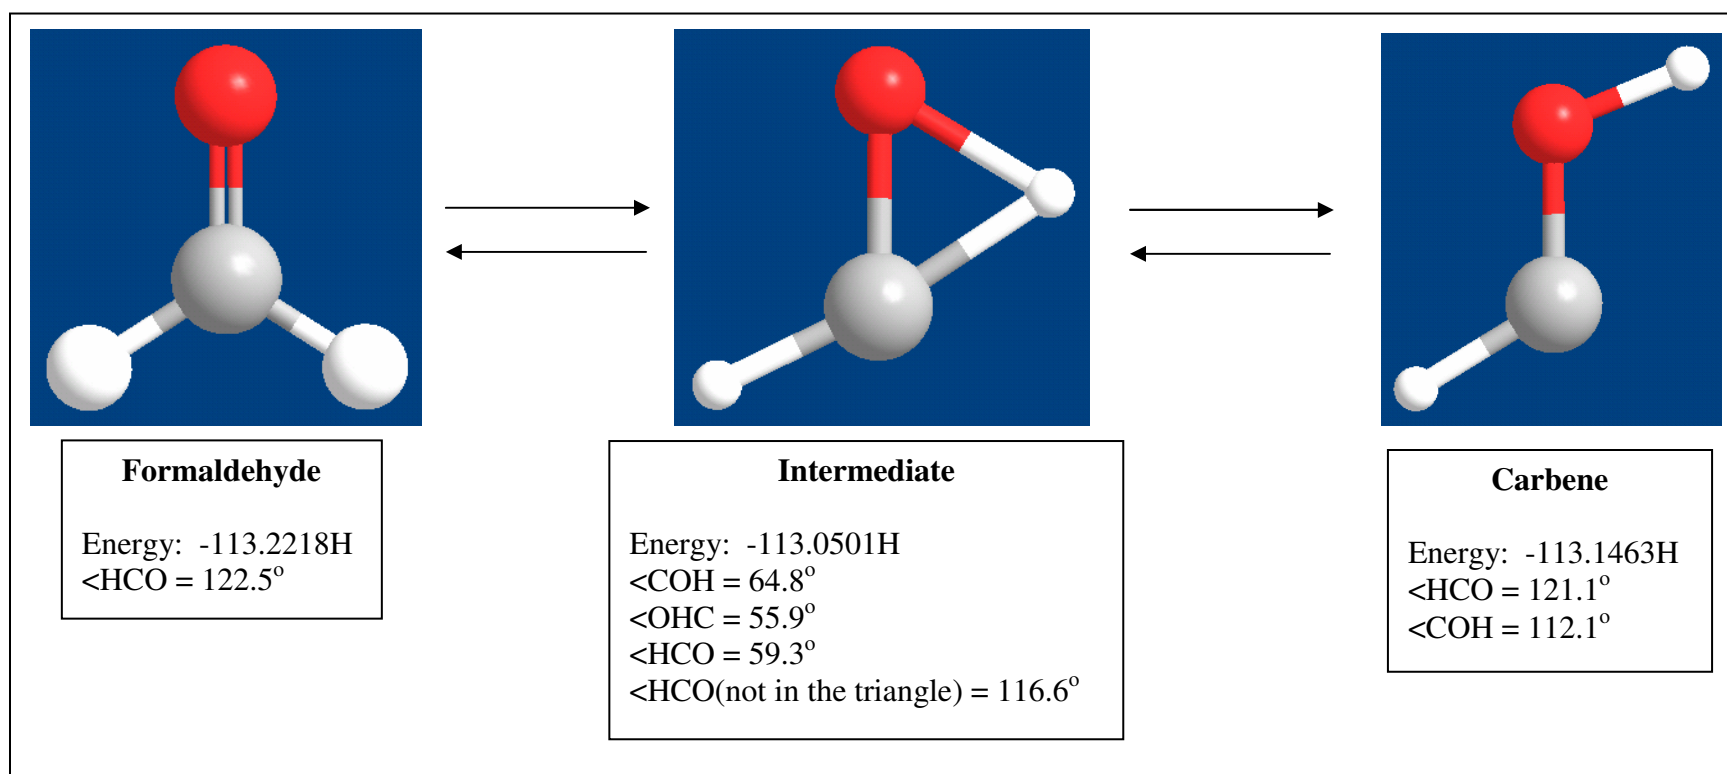 Formaldehyde
Energy: -113.2218H
<HCO = 122.5°
Intermediate
Energy: -113.0501H
<COH = 64.8°
<OHC = 55.9°
<HCO = 59.3°
<HCO(not in the triangle) = 116.6°
Carbene
Energy: -113.1463H
<HCO = 121.1°
<COH = 112.1°